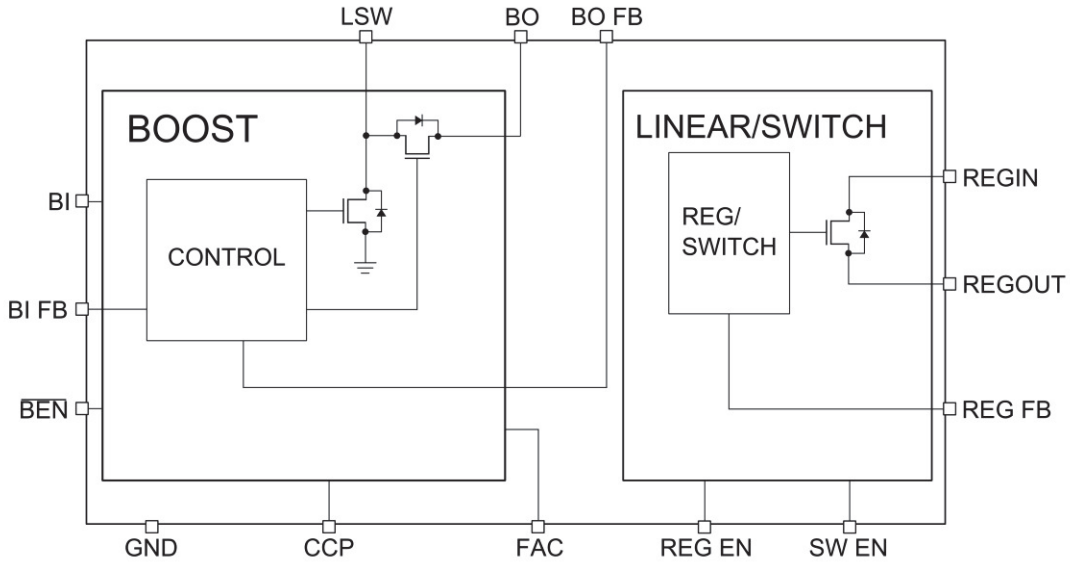 LSW BO BO FB
BOOST
LINEAR/SWITCH
BI
REGIN
REG/
SWITCH
CONTROL
REGOUT
BI FB
BEN
REG FB
GND CCP FAC REG EN SW EN